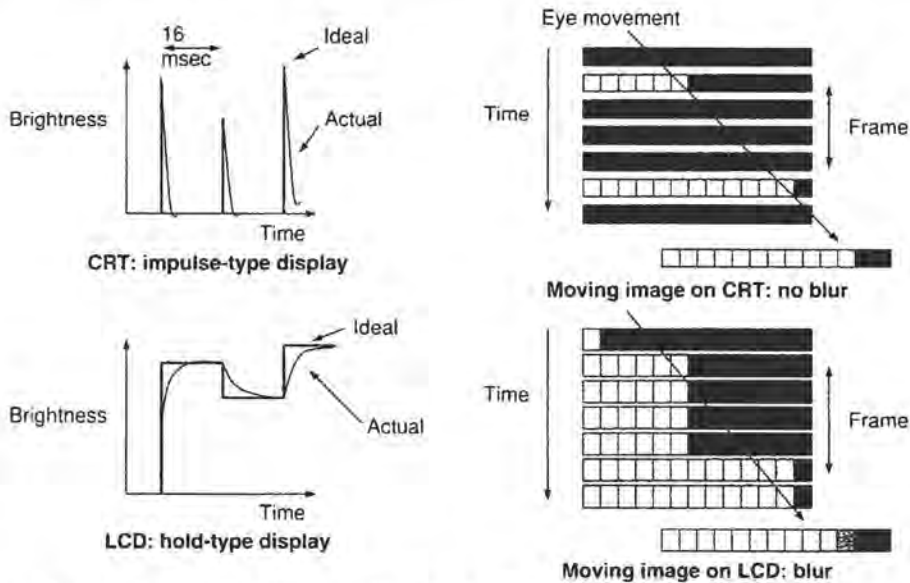 16
msec
Ideal
Brightness
Actual
Time
CRT: impulse-type display
Eye movement
Time
Frame
Moving image on CRT: no blur
Ideal
Brightness
Actual
Time
LCD: hold-type display
Time
Frame
Moving image on LCD: blur